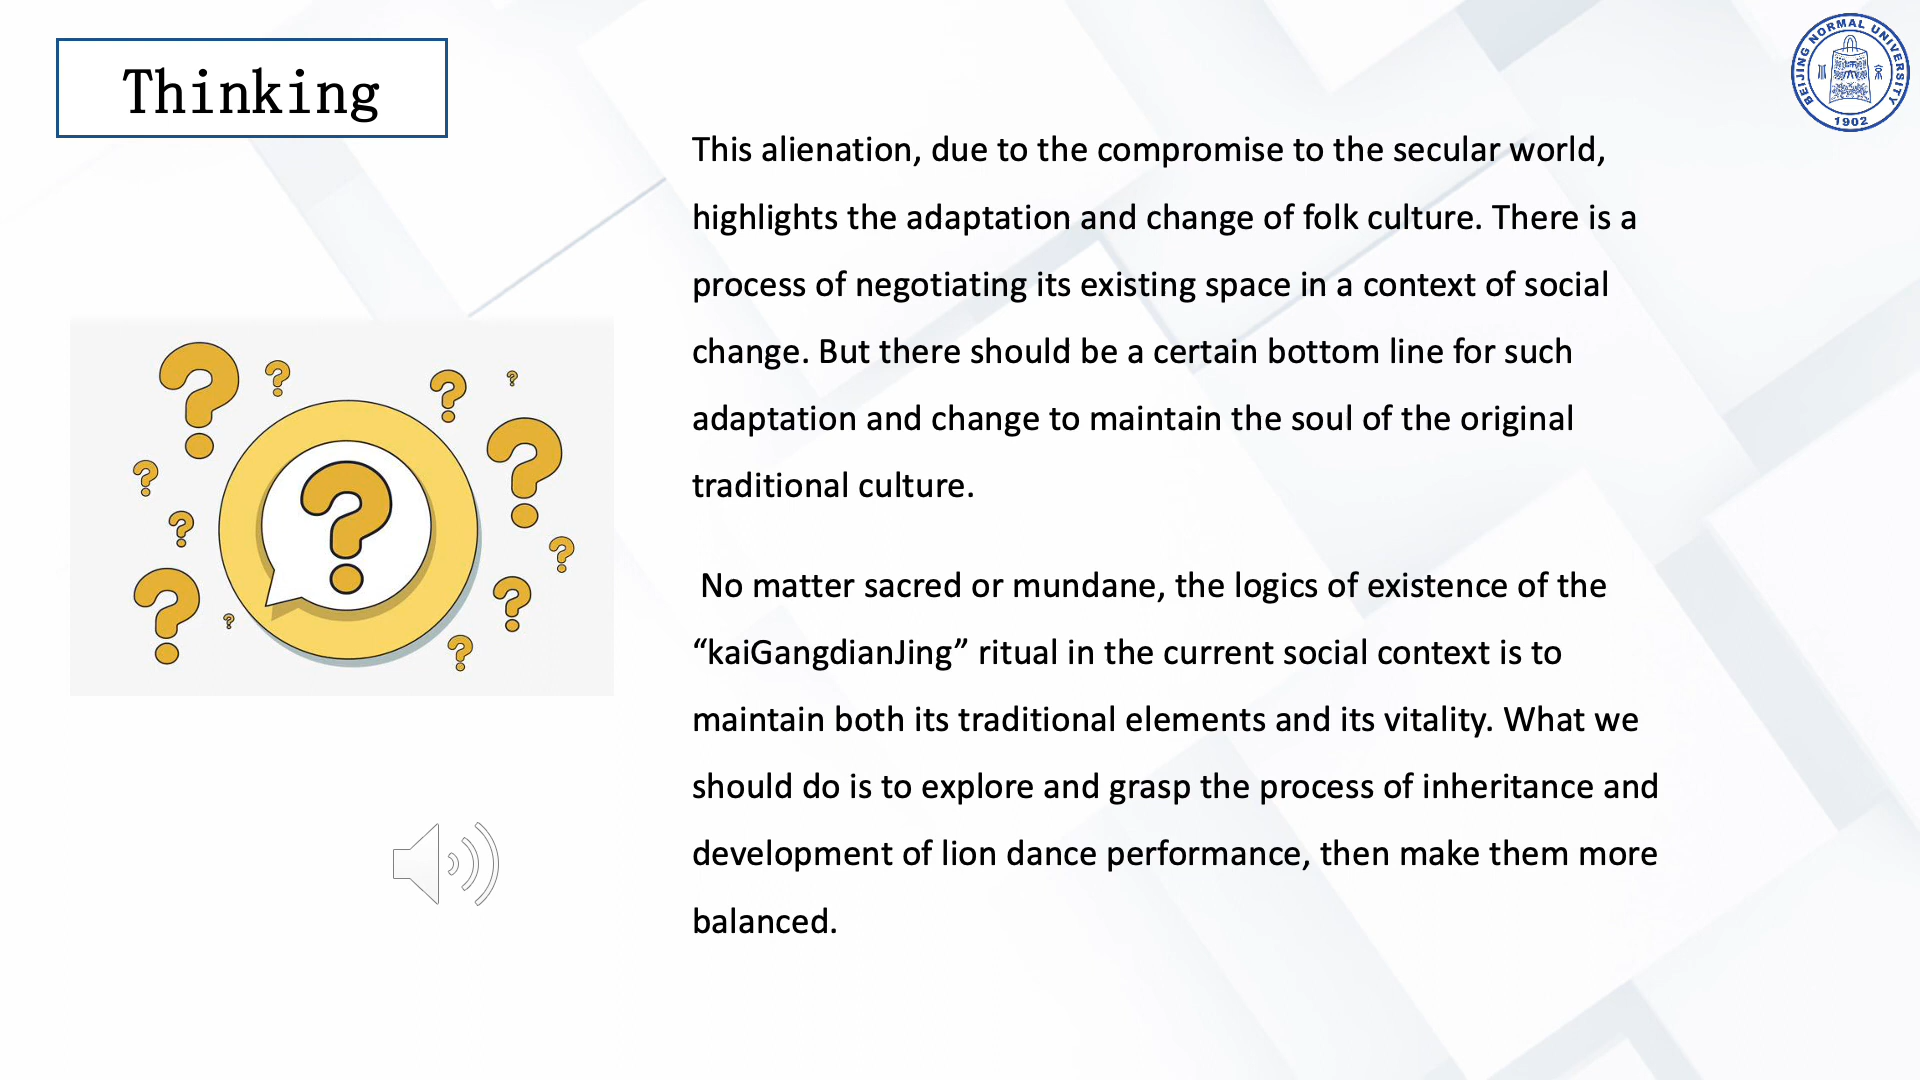 Thinking
BEIJING NORMAL UNIVERSITY
1902
This alienation, due to the compromise to the secular world,
highlights the adaptation and change of folk culture. There is a
process of negotiating its existing space in a context of social
change. But there should be a certain bottom line for such
adaptation and change to maintain the soul of the original
traditional culture.
No matter sacred or mundane, the logics of existence of the
“kaiGangdianJing” ritual in the current social context is to
maintain both its traditional elements and its vitality. What we
should do is to explore and grasp the process of inheritance and
development of lion dance performance, then make them more
balanced.